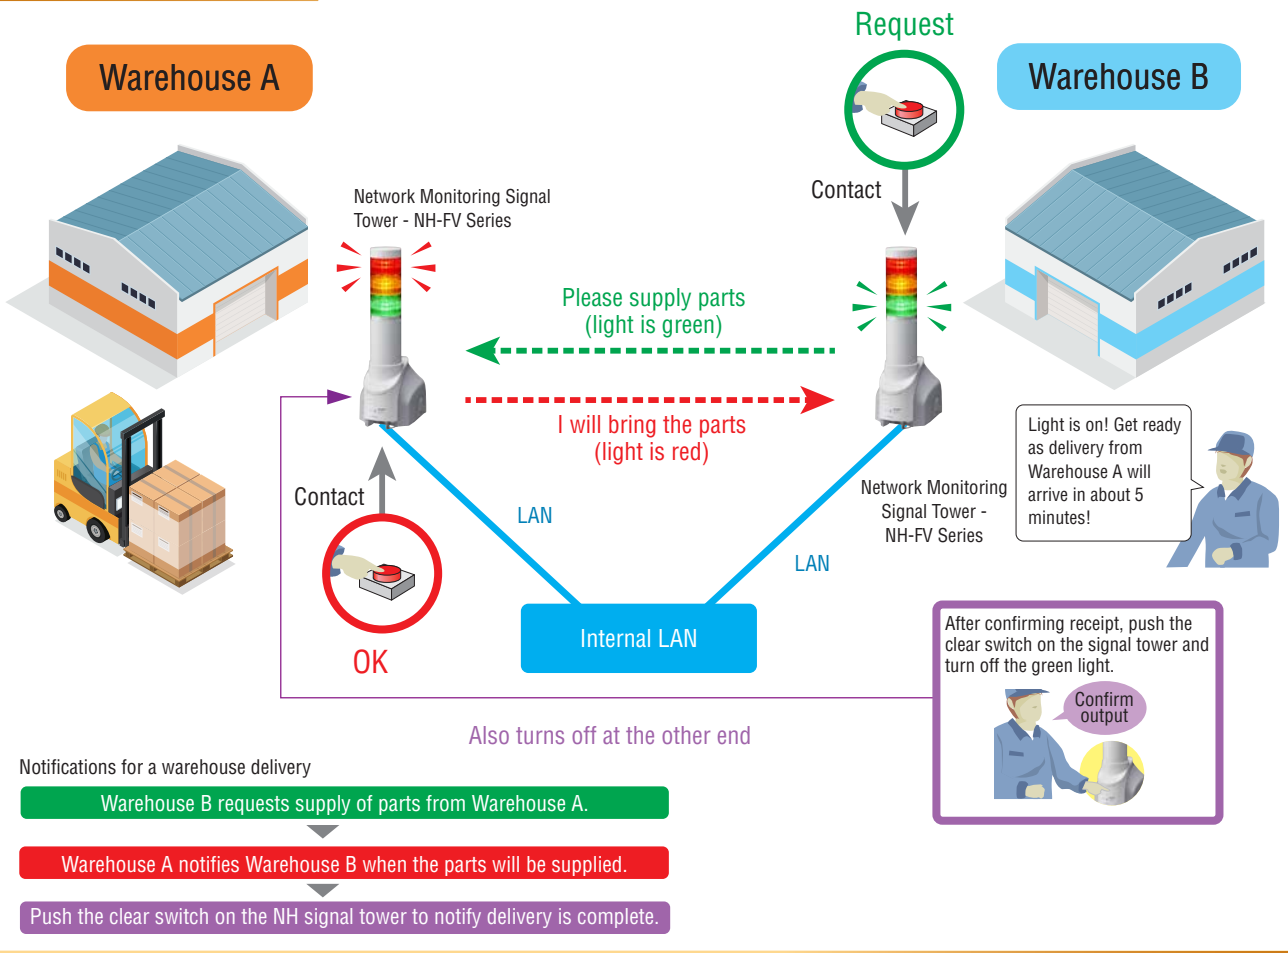 Request
Warehouse A
Warehouse B
Contact
Network Monitoring Signal
Tower - NH-FV Series
Please supply parts
(light is green)
I will bring the parts
(light is red)
Light is on! Get ready
as delivery from
Warehouse A will
arrive in about 5
minutes!
Contact
Network Monitoring
Signal Tower -
NH-FV Series
LAN
LAN
OK
Internal LAN
After confirming receipt, push the
clear switch on the signal tower and
turn off the green light.
Confirm
output
Also turns off at the other end
Notifications for a warehouse delivery
Warehouse B requests supply of parts from Warehouse A.
Warehouse A notifies Warehouse B when the parts will be supplied.
Push the clear switch on the NH signal tower to notify delivery is complete.